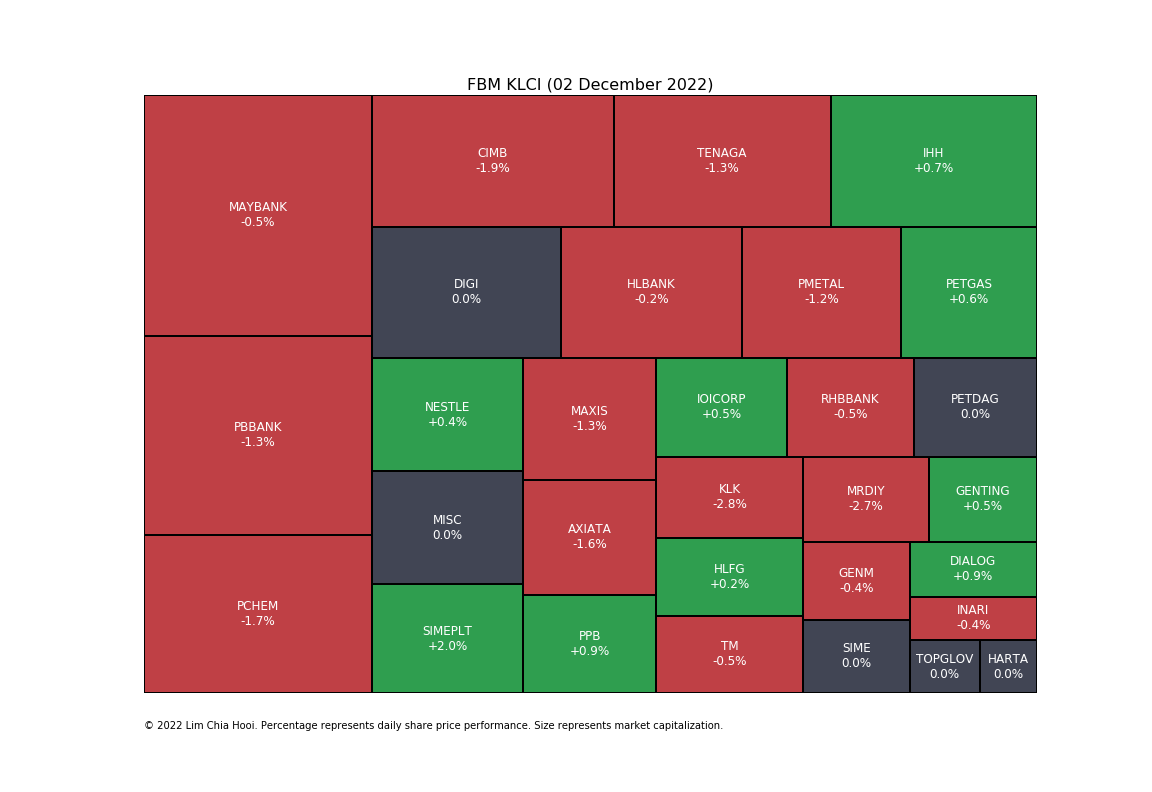 FBM KLCI (02 December 2022)
MAYBANK
-0.5%
CIMB
-1.9%
TENAGA
-1.3%
IHH
+0.7%
DIGI
0.0%
HLBANK
-0.2%
PMETAL
-1.2%
PETGAS
+0.6%
PBBANK
-1.3%
PCHEM
-1.7%
NESTLE
+0.4%
MAXIS
-1.3%
IOICORP
+0.5%
RHBBANK
-0.5%
PETDAG
0.0%
MISC
0.0%
AXIATA
-1.6%
KLK
-2.8%
MRDIY
-2.7%
GENTING
+0.5%
SIMEPLT
+2.0%
PPB
+0.9%
HLFG
+0.2%
TM
-0.5%
GENM
-0.4%
DIALOG
+0.9%
INARI
-0.4%
SIME
0.0%
TOPGLOV
0.0%
HARTA
0.0%
© 2022 Lim Chia Hooi. Percentage represents daily share price performance. Size represents market capitalization.